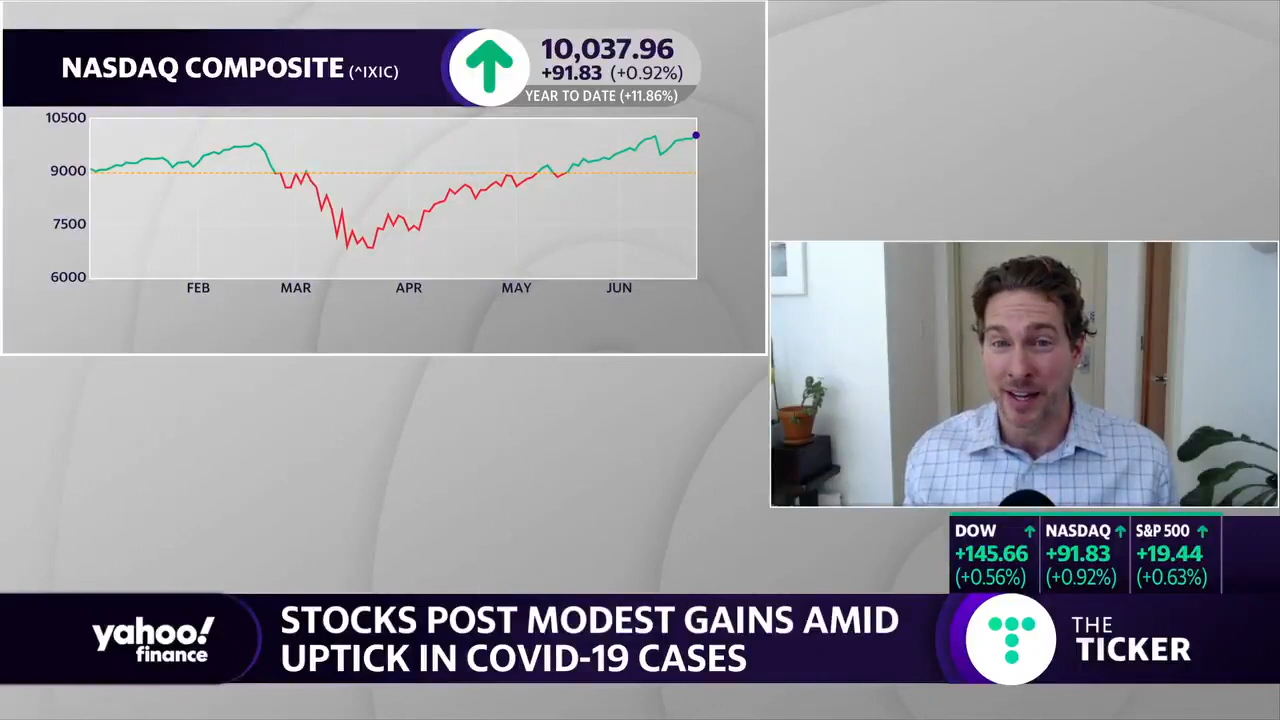 NASDAQ COMPOSITE (^IXIC)
10,037.96
+91.83 (+0.92%)
YEAR TO DATE (+11.86%)
10500
9000
7500
6000
FEB MAR APR MAY JUN
DOW
+145.66
(+0.56%)
NASDAQ
+91.83
(+0.92%)
S&P 500
+19.44
(+0.63%)
yahoo!
finance
STOCKS POST MODEST GAINS AMID
UPTICK IN COVID-19 CASES
THE
TICKER